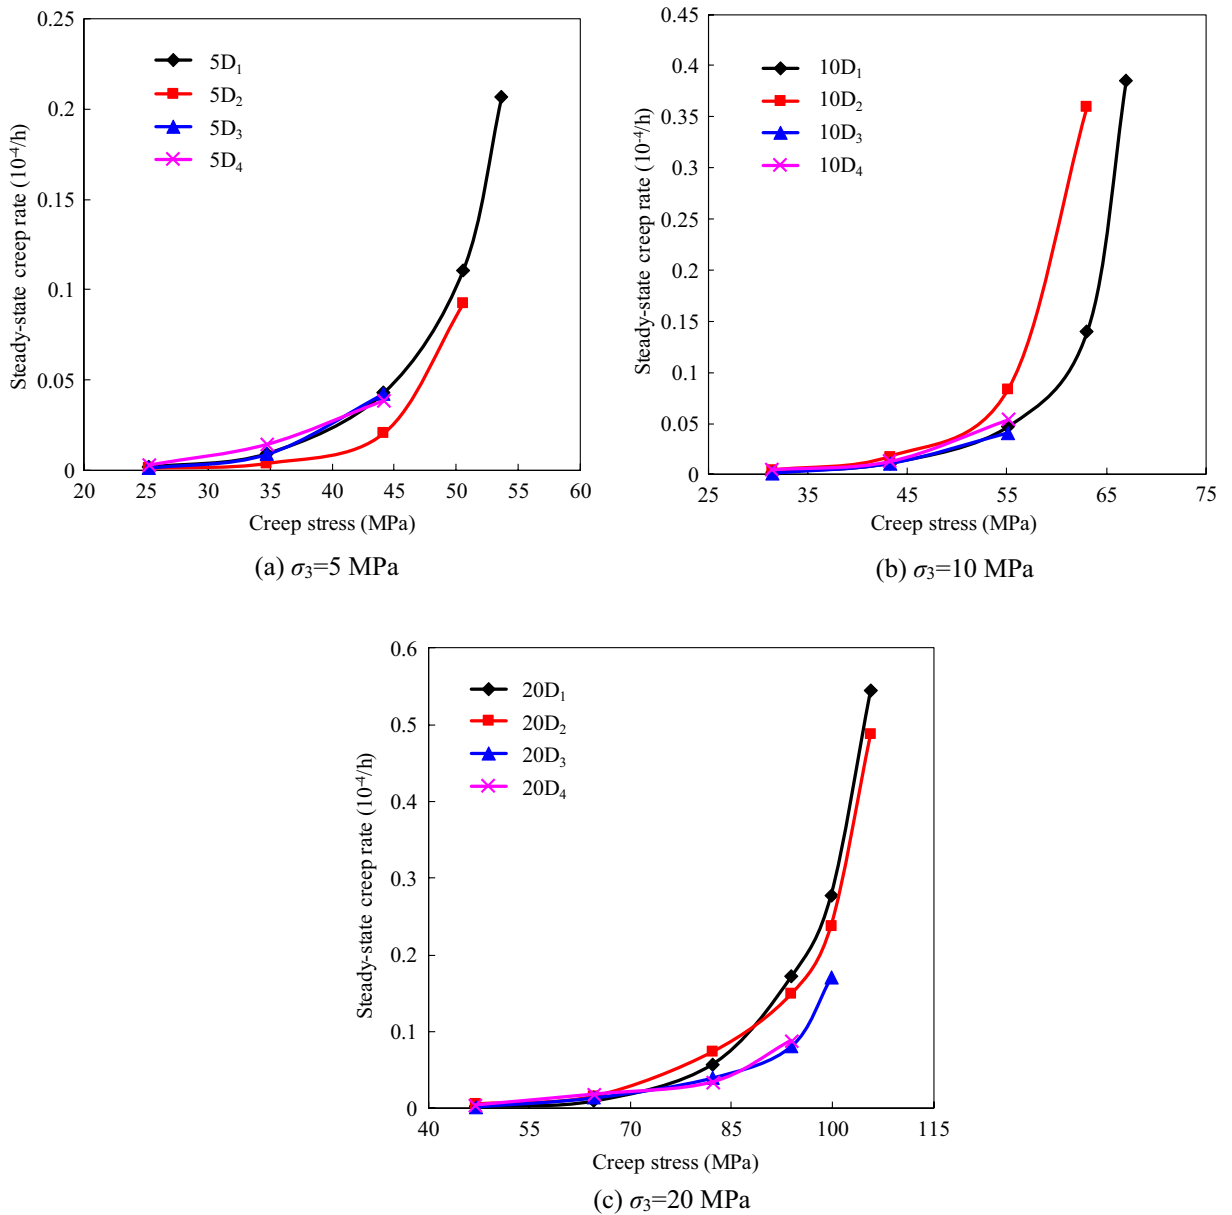 0.25
0.2
0.15
0.1
0.05
0
Steady-state creep rate (10⁻⁴/h)
5D₁
5D₂
5D₃
5D₄
20 25 30 35 40 45 50 55 60
Creep stress (MPa)
(a) σ₃=5 MPa
0.45
0.4
0.35
0.3
0.25
0.2
0.15
0.1
0.05
0
Steady-state creep rate (10⁻⁴/h)
10D₁
10D₂
10D₃
10D₄
25 35 45 55 65 75
Creep stress (MPa)
(b) σ₃=10 MPa
0.6
0.5
0.4
0.3
0.2
0.1
0
Steady-state creep rate (10⁻⁴/h)
20D₁
20D₂
20D₃
20D₄
40 55 70 85 100 115
Creep stress (MPa)
(c) σ₃=20 MPa